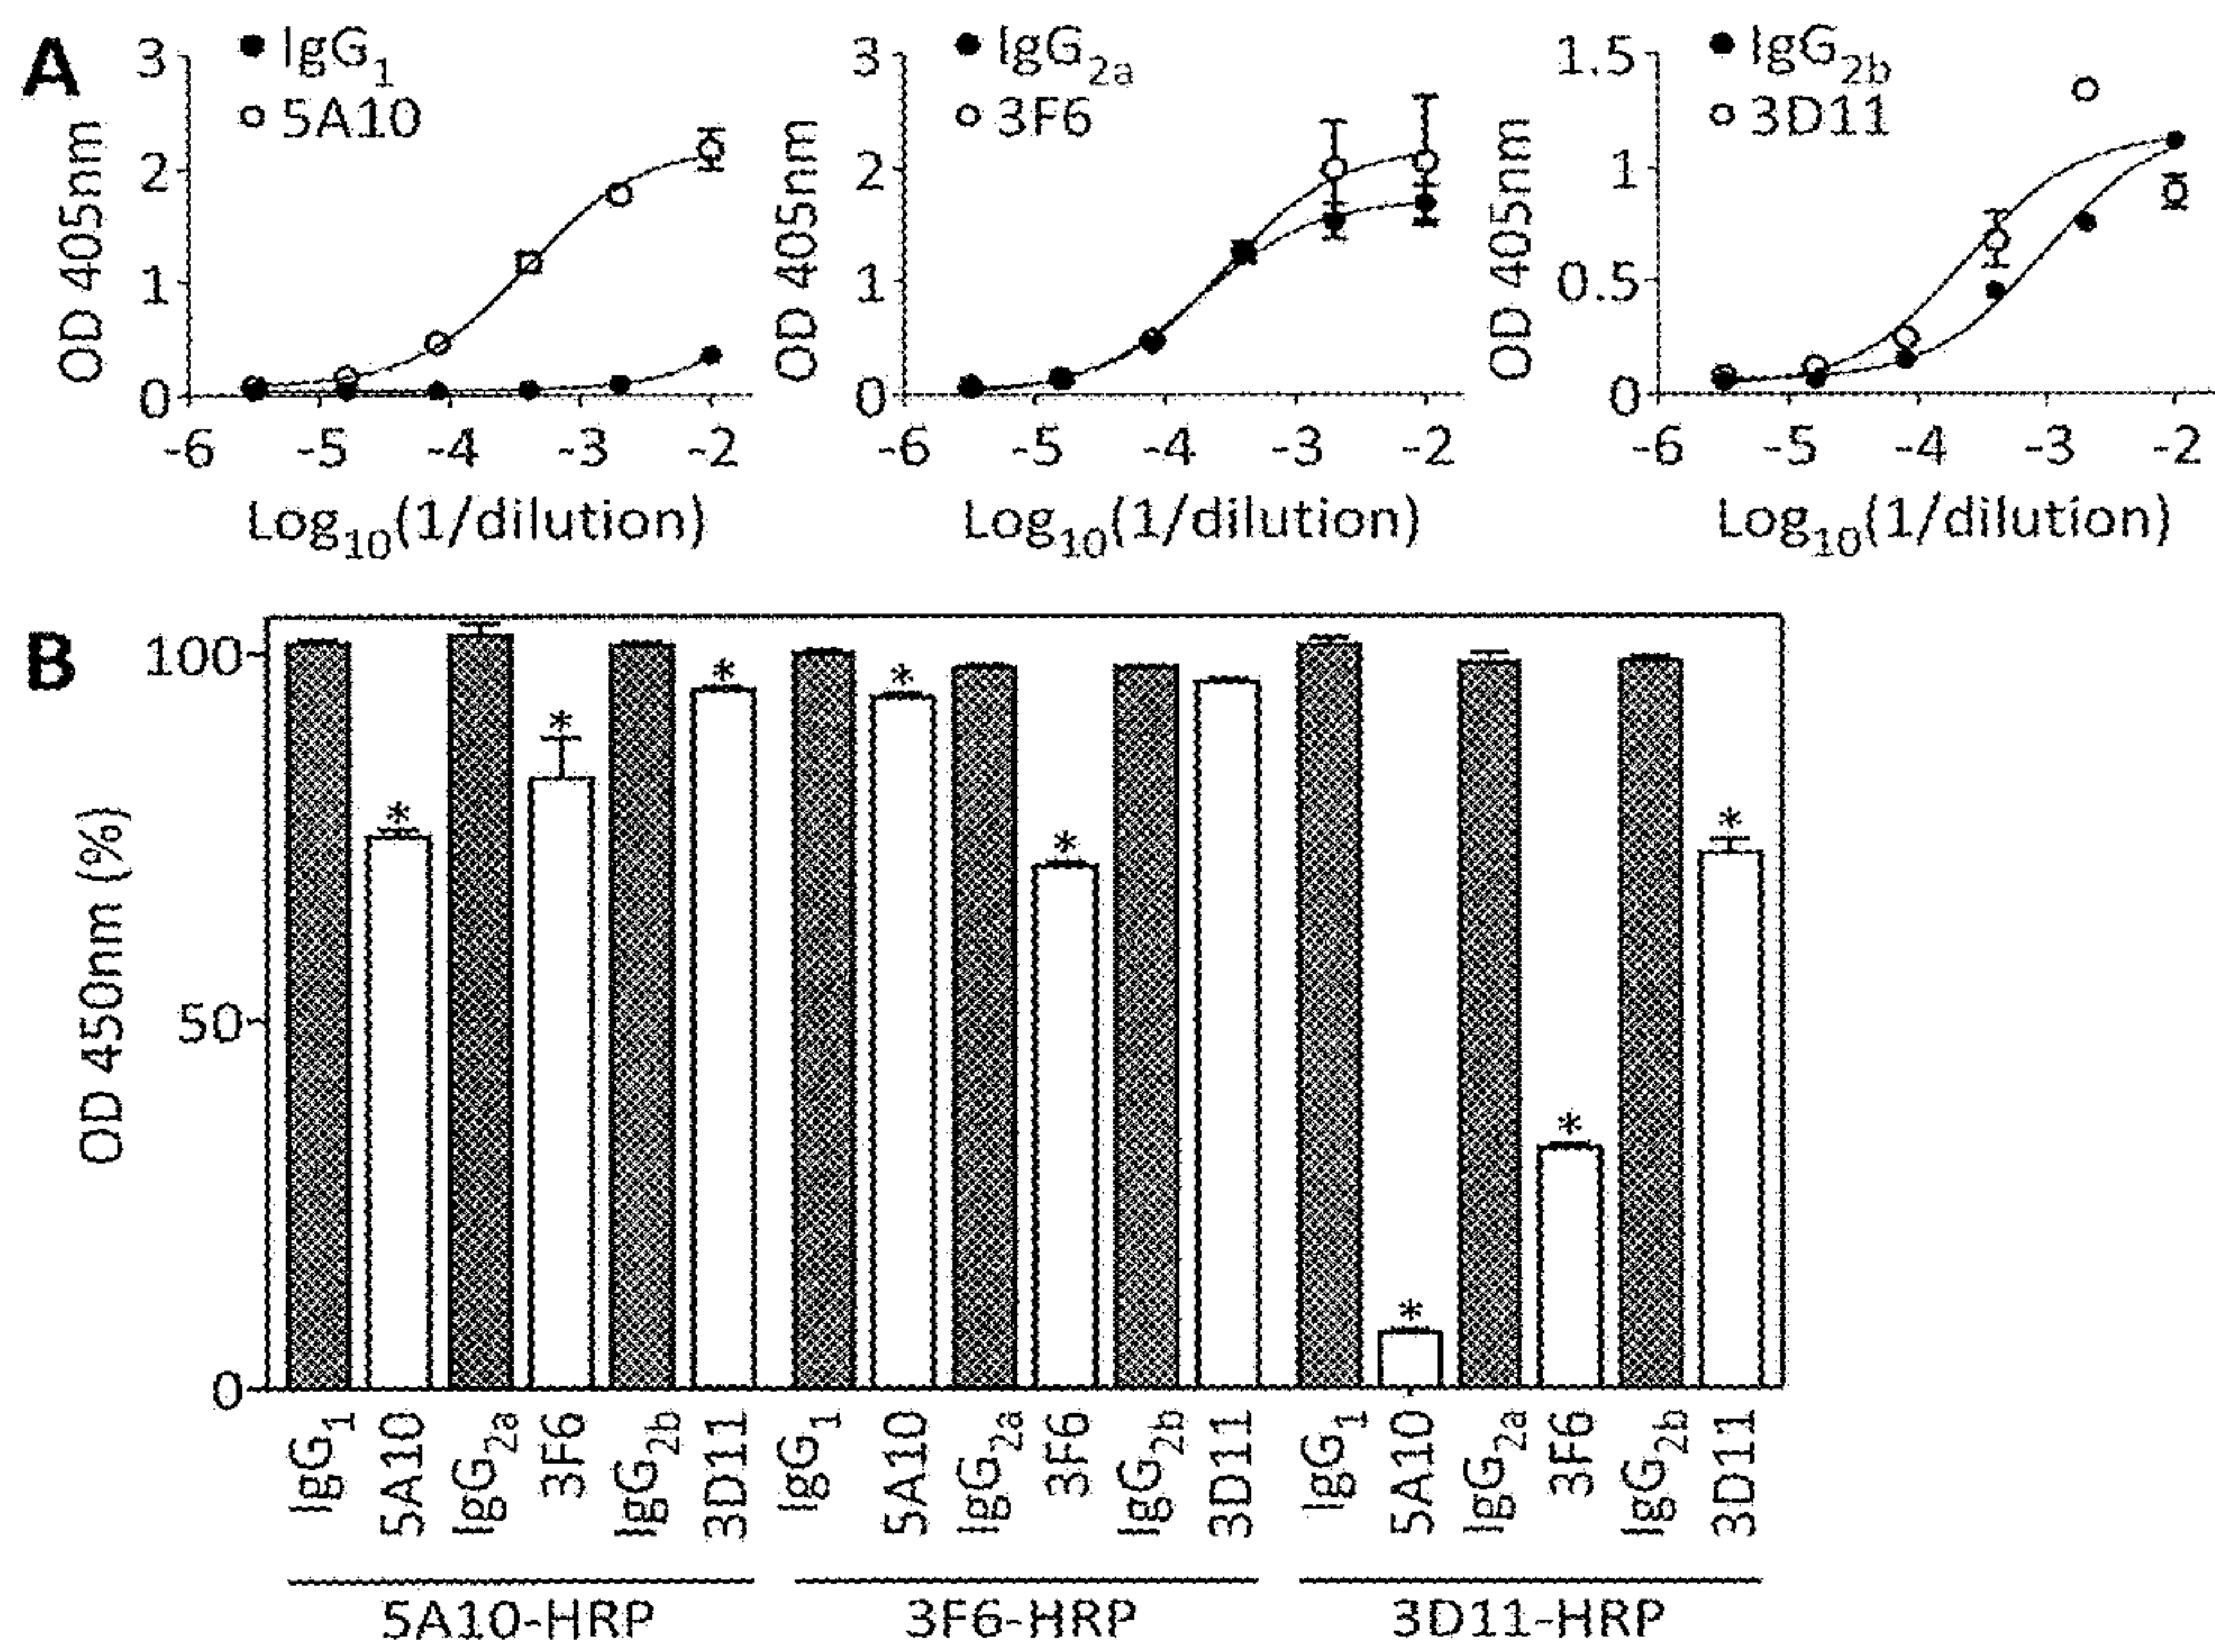 A
3
2
1
0
OD 405nm
● IgG1
○ 5A10
-6 -5 -4 -3 -2
Log10(1/dilution)
3
2
1
0
OD 405nm
● IgG2a
○ 3F6
-6 -5 -4 -3 -2
Log10(1/dilution)
1.5
1
0.5
0
OD 405nm
● IgG2b
○ 3D11
-6 -5 -4 -3 -2
Log10(1/dilution)
B
100
50
0
OD 450nm (%)
* * * * * * * *
IgG1 5A10 IgG2a 3F6 IgG2b 3D11 IgG1 5A10 IgG2a 3F6 IgG2b 3D11 IgG1 5A10 IgG2a 3F6 IgG2b 3D11
5A10-HRP 3F6-HRP 3D11-HRP